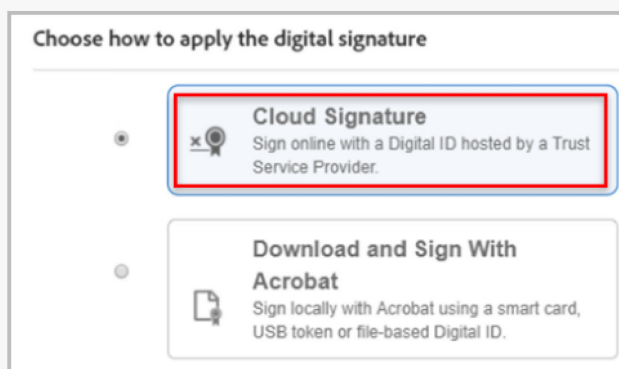 Choose how to apply the digital signature
Cloud Signature
Sign online with a Digital ID hosted by a Trust
Service Provider.
Download and Sign With
Acrobat
Sign locally with Acrobat using a smart card,
USB token or file-based Digital ID.